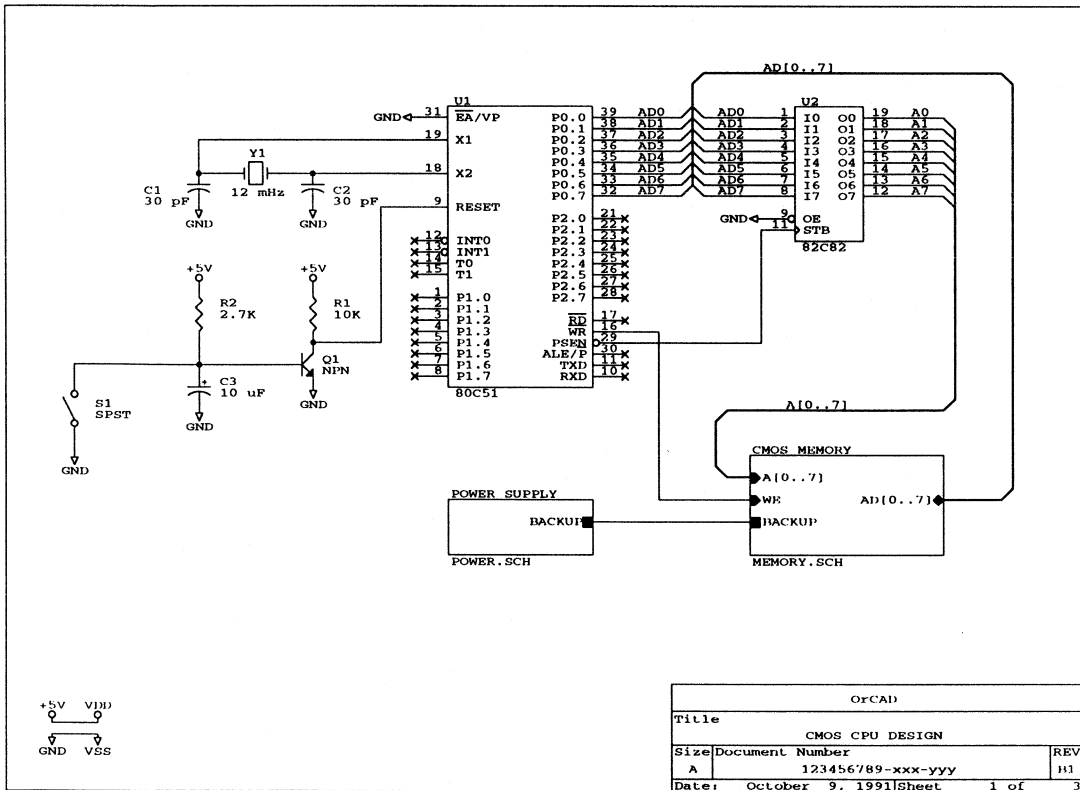 AD[0..7]
U1
U2
GND 31 EA/VP P0.0 39 AD0 AD0 1 I0 O0 19 A0
P0.1 38 AD1 AD1 2 I1 O1 18 A1
19 X1 P0.2 37 AD2 AD2 3 I2 O2 17 A2
P0.3 36 AD3 AD3 4 I3 O3 16 A3
Y1 P0.4 35 AD4 AD4 5 I4 O4 15 A4
18 X2 P0.5 34 AD5 AD5 6 I5 O5 14 A5
P0.6 33 AD6 AD6 7 I6 O6 13 A6
P0.7 32 AD7 AD7 8 I7 O7 12 A7
C1 12 mHz C2
30 pF 30 pF
9 RESET
GND GND
P2.0 21 GND 9 OE
P2.1 22 11 STB
12 INT0 P2.2 23
13 INT1 P2.3 24 82C82
14 T0 P2.4 25
15 T1 P2.5 26
P2.6 27
+5V +5V
1 P1.0 P2.7 28
2 P1.1
R2 R1
2.7K 10K
3 P1.2 RD 17
4 P1.3 WR 16
5 P1.4 PSEN 29
6 P1.5 ALE/P 30
7 P1.6 TXD 11
8 P1.7 RXD 10
Q1
NPN
80C51
C3
10 uF
GND
S1
SPST
GND
GND
A[0..7]
CMOS MEMORY
A[0..7]
WE AD[0..7]
BACKUP
MEMORY.SCH
POWER SUPPLY
BACKUP
POWER.SCH
+5V VDD
GND VSS
OrCAD
Title
CMOS CPU DESIGN
Size Document Number REV
A 123456789-xxx-yyy B1
Date: October 9, 1991 Sheet 1 of 3